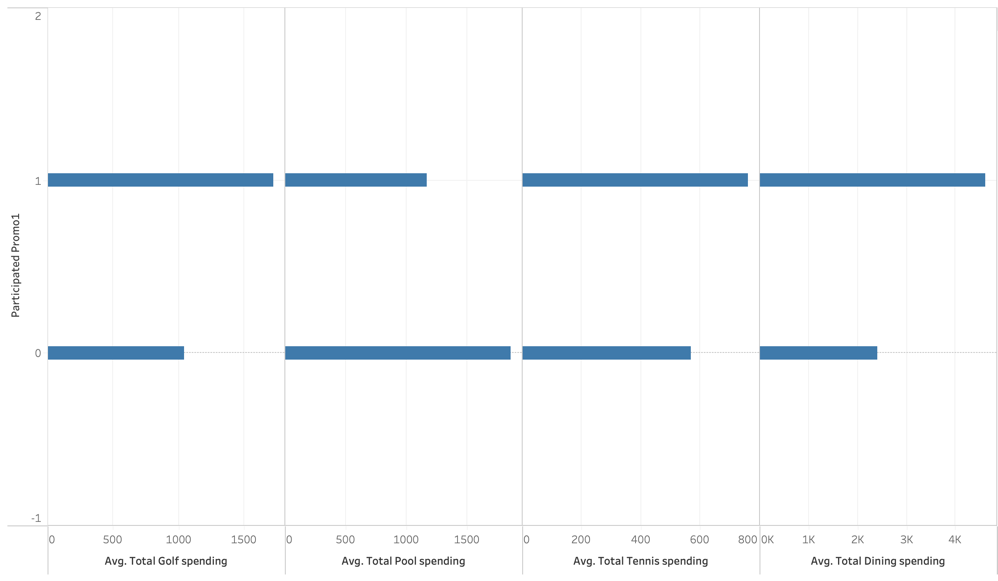 2
1
0
-1
Participated Promo1
0 500 1000 1500
0 500 1000 1500
0 200 400 600 800
0K 1K 2K 3K 4K
Avg. Total Golf spending
Avg. Total Pool spending
Avg. Total Tennis spending
Avg. Total Dining spending